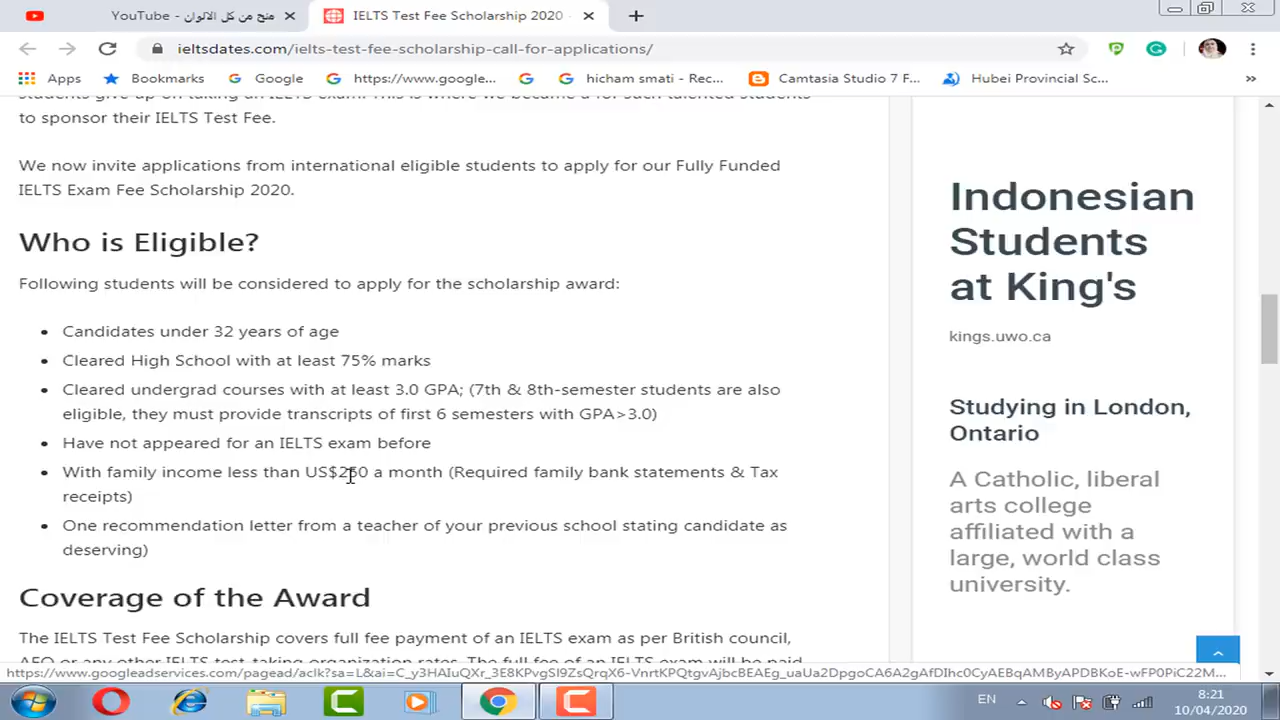 منح من كل الالوان - YouTube
IELTS Test Fee Scholarship 2020
ieltsdates.com/ielts-test-fee-scholarship-call-for-applications/
Apps
Bookmarks
Google
https://www.google...
hicham smati - Rec...
Camtasia Studio 7 F...
Hubei Provincial Sc...
»
to sponsor their IELTS Test Fee.
We now invite applications from international eligible students to apply for our Fully Funded
IELTS Exam Fee Scholarship 2020.
Who is Eligible?
Following students will be considered to apply for the scholarship award:
• Candidates under 32 years of age
• Cleared High School with at least 75% marks
• Cleared undergrad courses with at least 3.0 GPA; (7th & 8th-semester students are also
eligible, they must provide transcripts of first 6 semesters with GPA>3.0)
• Have not appeared for an IELTS exam before
• With family income less than US$250 a month (Required family bank statements & Tax
receipts)
• One recommendation letter from a teacher of your previous school stating candidate as
deserving)
Coverage of the Award
The IELTS Test Fee Scholarship covers full fee payment of an IELTS exam as per British council,
Indonesian
Students
at King's
kings.uwo.ca
Studying in London,
Ontario
A Catholic, liberal
arts college
affiliated with a
large, world class
university.
EN
8:21
10/04/2020